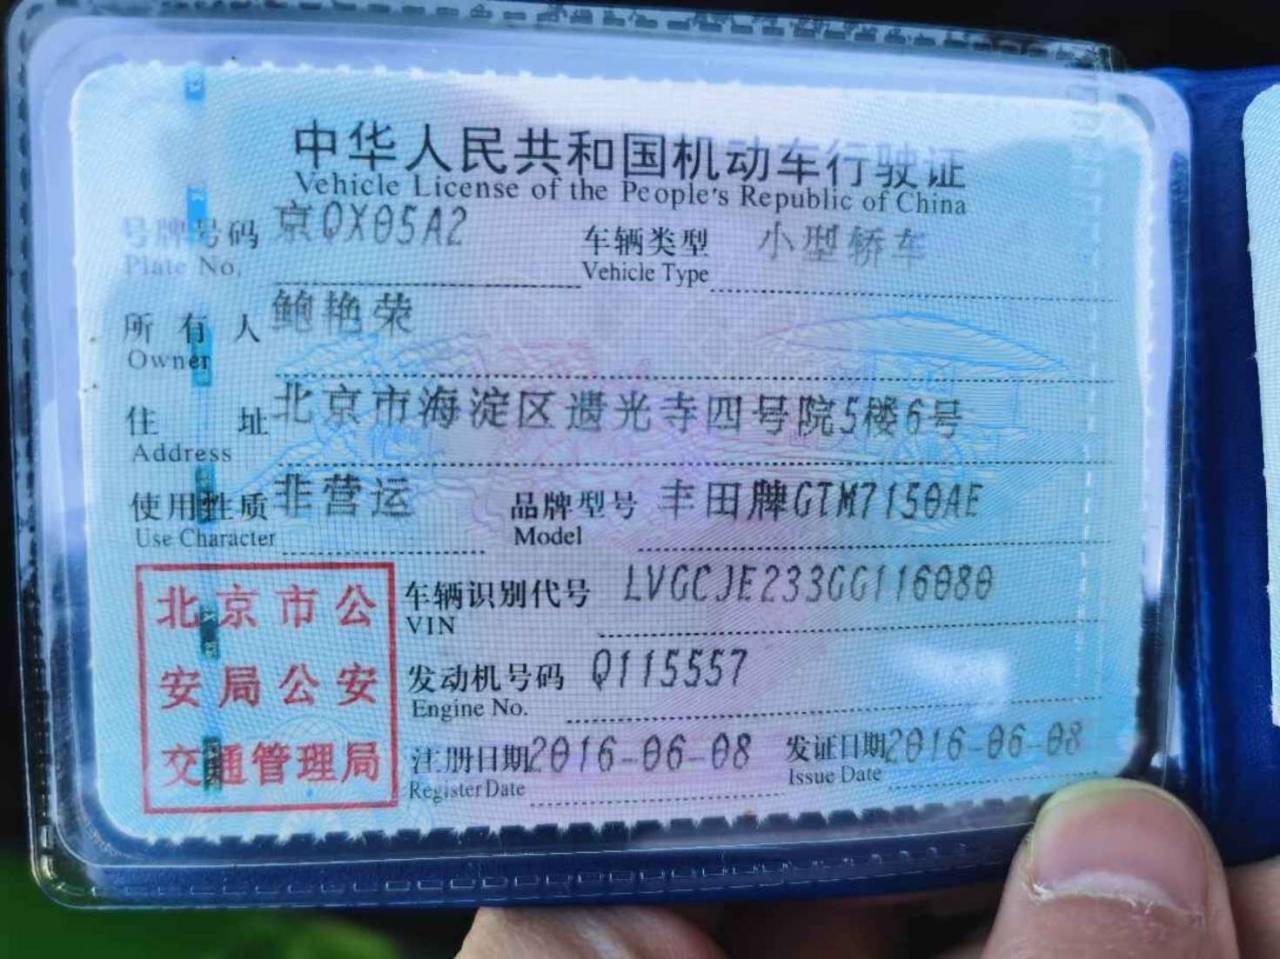 中华人民共和国机动车行驶证
Vehicle License of the People's Republic of China
号牌号码 京QX05A2 车辆类型 小型轿车
Plate No. Vehicle Type
所有人 鲍艳荣
Owner
住址 北京市海淀区遗光寺四号院5楼6号
Address
使用性质 非营运 品牌型号 丰田牌GTM7150AE
Use Character Model
北京市公
安局公安
交通管理局
车辆识别代号 LVGCJE233GG116080
VIN
发动机号码 Q115557
Engine No.
注册日期 2016-06-08 发证日期 2016-06-08
Register Date Issue Date